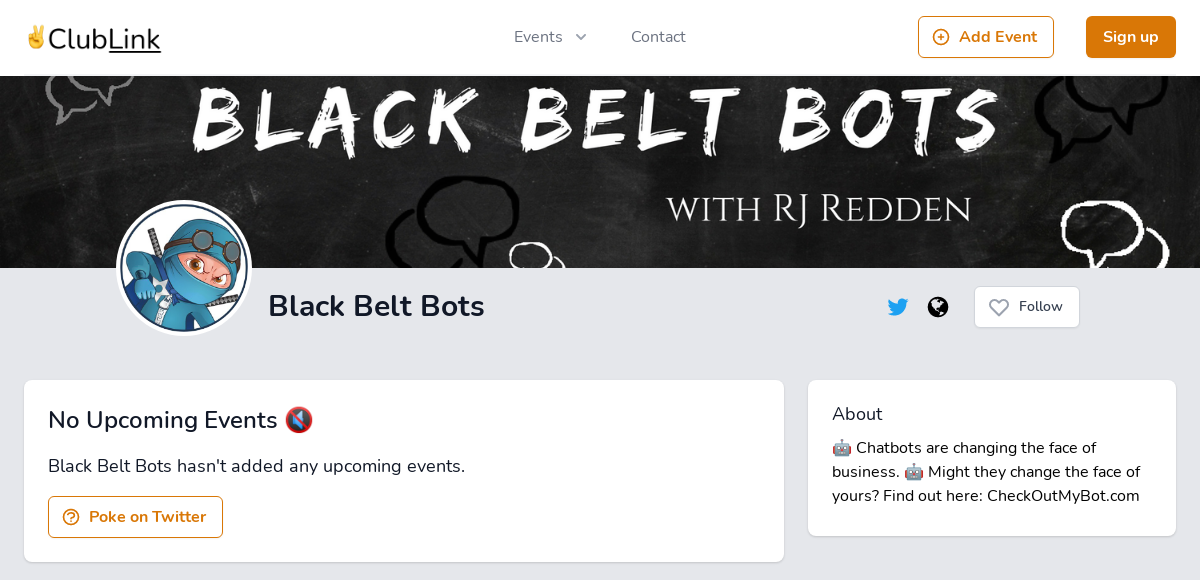 ✌️ClubLink
Events
Contact
Add Event
Sign up
BLACK BELT BOTS
WITH RJ REDDEN
Black Belt Bots
Follow
No Upcoming Events 🔇
Black Belt Bots hasn't added any upcoming events.
Poke on Twitter
About
🤖 Chatbots are changing the face of
business. 🤖 Might they change the face of
yours? Find out here: CheckOutMyBot.com